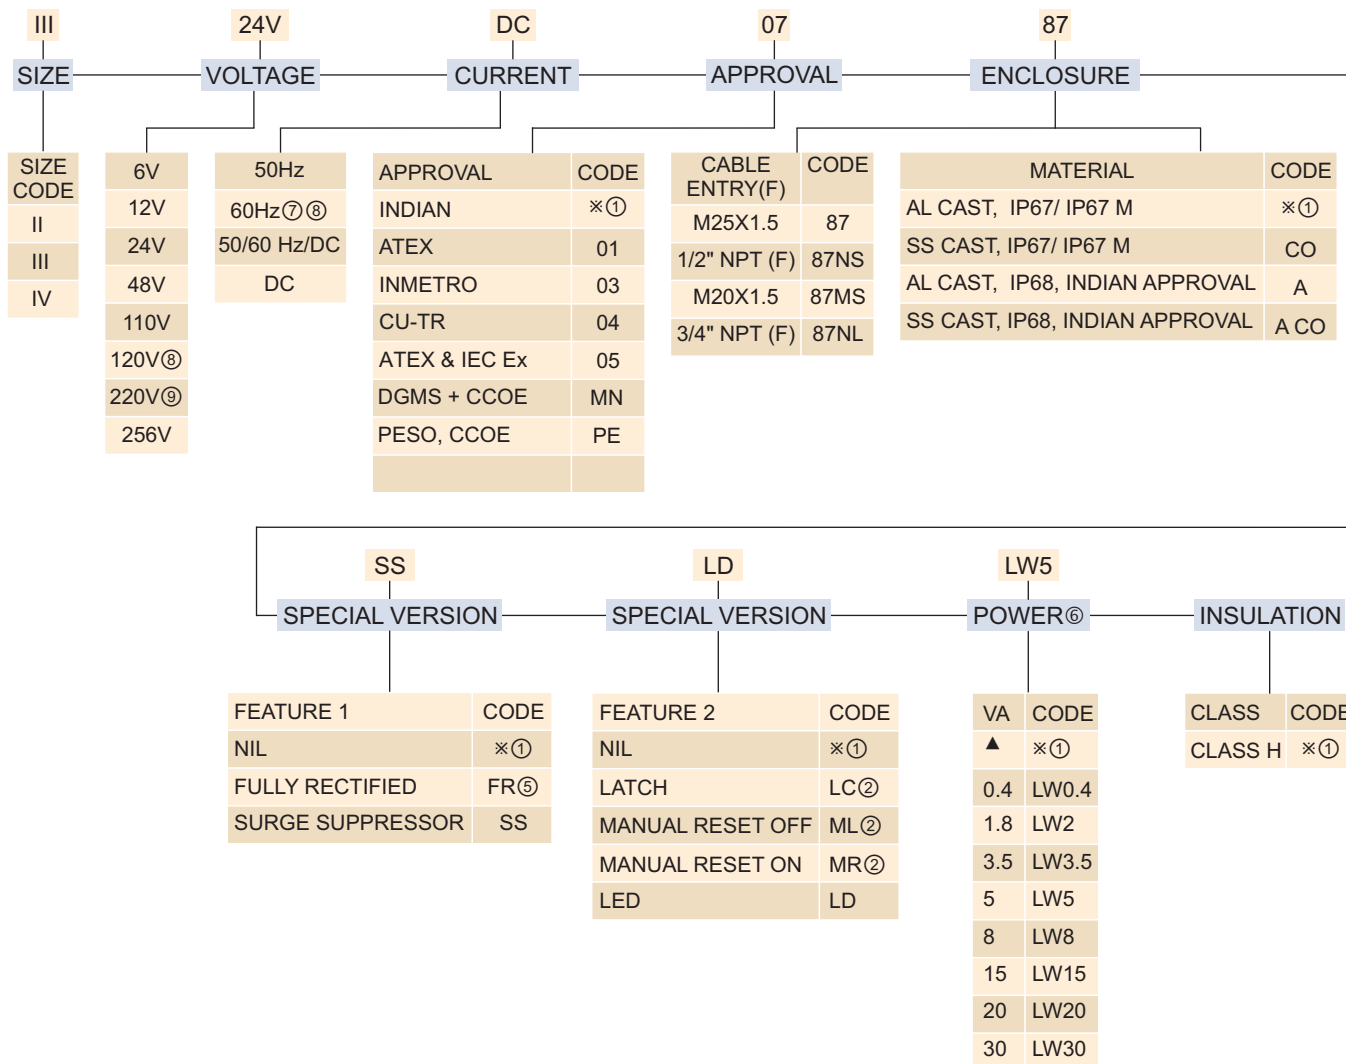 III 24V DC 07 87
SIZE VOLTAGE CURRENT APPROVAL ENCLOSURE
SIZE CODE
II
III
IV
6V
12V
24V
48V
110V
120V⑧
220V⑨
256V
50Hz
60Hz⑦⑧
50/60 Hz/DC
DC
APPROVAL CODE
INDIAN ※①
ATEX 01
INMETRO 03
CU-TR 04
ATEX & IEC Ex 05
DGMS + CCOE MN
PESO, CCOE PE
CABLE ENTRY(F) CODE
M25X1.5 87
1/2" NPT (F) 87NS
M20X1.5 87MS
3/4" NPT (F) 87NL
MATERIAL CODE
AL CAST, IP67/ IP67 M ※①
SS CAST, IP67/ IP67 M CO
AL CAST, IP68, INDIAN APPROVAL A
SS CAST, IP68, INDIAN APPROVAL A CO
SS LD LW5
SPECIAL VERSION SPECIAL VERSION POWER⑥ INSULATION
FEATURE 1 CODE
NIL ※①
FULLY RECTIFIED FR⑤
SURGE SUPPRESSOR SS
FEATURE 2 CODE
NIL ※①
LATCH LC②
MANUAL RESET OFF ML②
MANUAL RESET ON MR②
LED LD
VA CODE
▲ ※①
0.4 LW0.4
1.8 LW2
3.5 LW3.5
5 LW5
8 LW8
15 LW15
20 LW20
30 LW30
CLASS CODE
CLASS H ※①